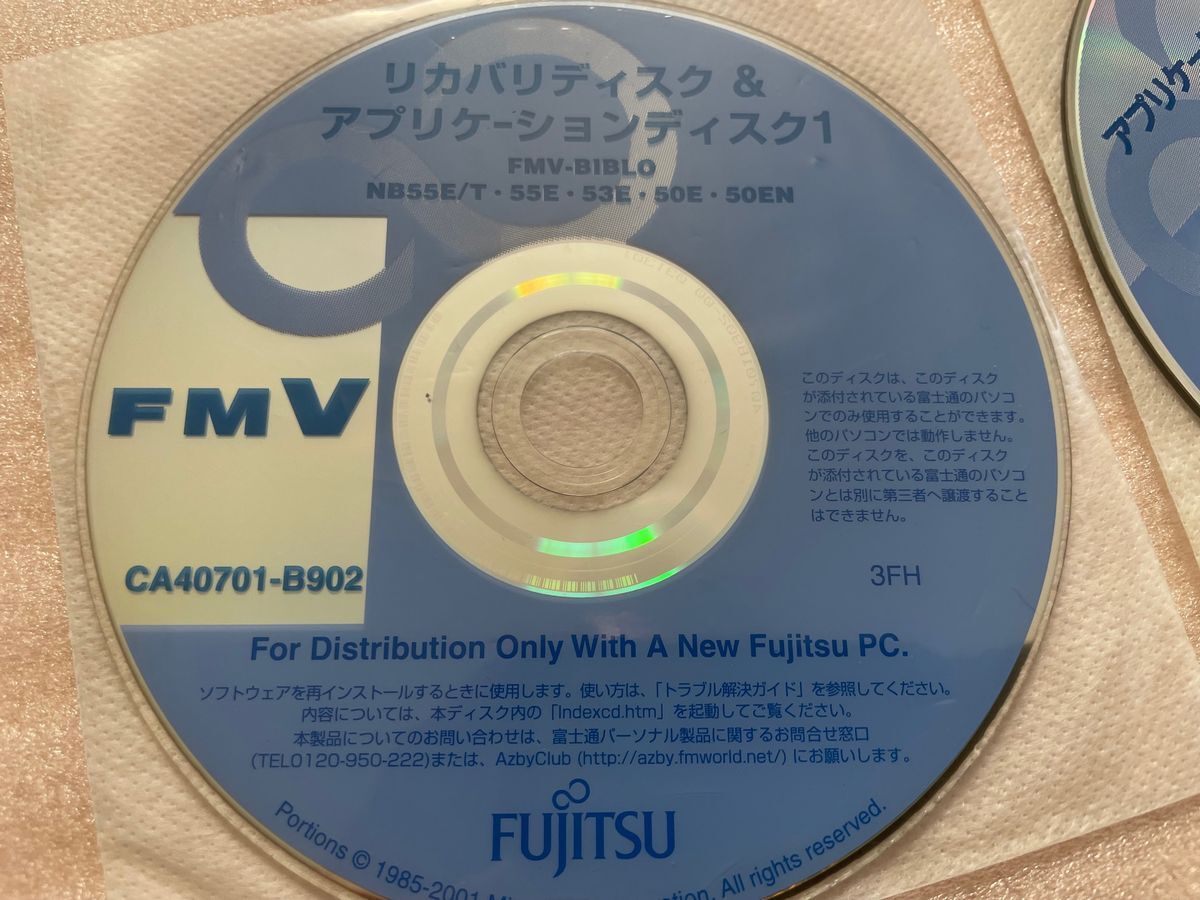 リカバリディスク &
アプリケーションディスク1
FMV-BIBLO
NB55E/T・55E・53E・50E・50EN
FMV
CA40701-B902
このディスクは、このディスク
が添付されている富士通のパソコ
ンでのみ使用することができます。
他のパソコンでは動作しません。
このディスクを、このディスク
が添付されている富士通のパソコ
ンとは別に第三者へ譲渡すること
はできません。
3FH
For Distribution Only With A New Fujitsu PC.
ソフトウェアを再インストールするときに使用します。使い方は、「トラブル解決ガイド」を参照してください。
内容については、本ディスク内の「Indexcd.htm」を起動してご覧ください。
本製品についてのお問い合わせは、富士通パーソナル製品に関するお問合せ窓口
(TEL0120-950-222)または、AzbyClub (http://azby.fmworld.net/) にお願いします。
FUJITSU
Portions © 1985-2001 All rights reserved.
アプリケー